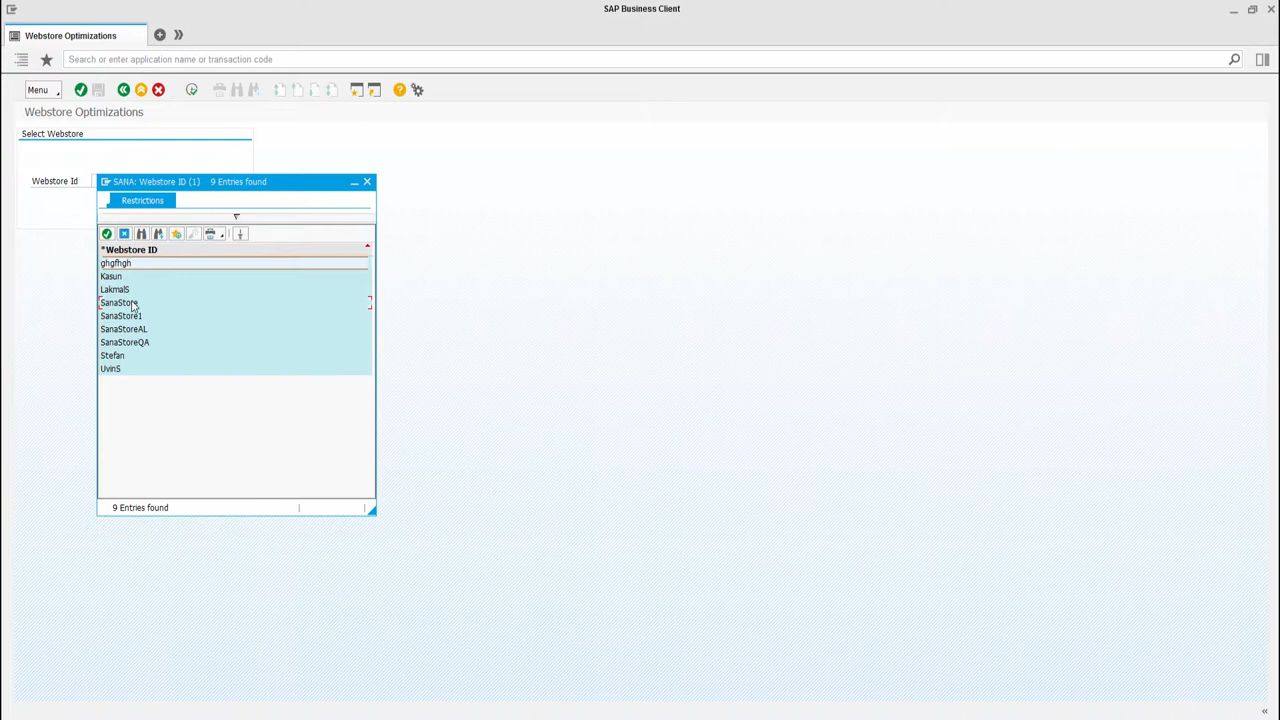 SAP Business Client
Webstore Optimizations
Search or enter application name or transaction code
Menu
Webstore Optimizations
Select Webstore
Webstore Id
SANA: Webstore ID (1) 9 Entries found
Restrictions
*Webstore ID
ghgfhgh
Kasun
LakmalS
SanaStore
SanaStore1
SanaStoreAL
SanaStoreQA
Stefan
UvinS
9 Entries found